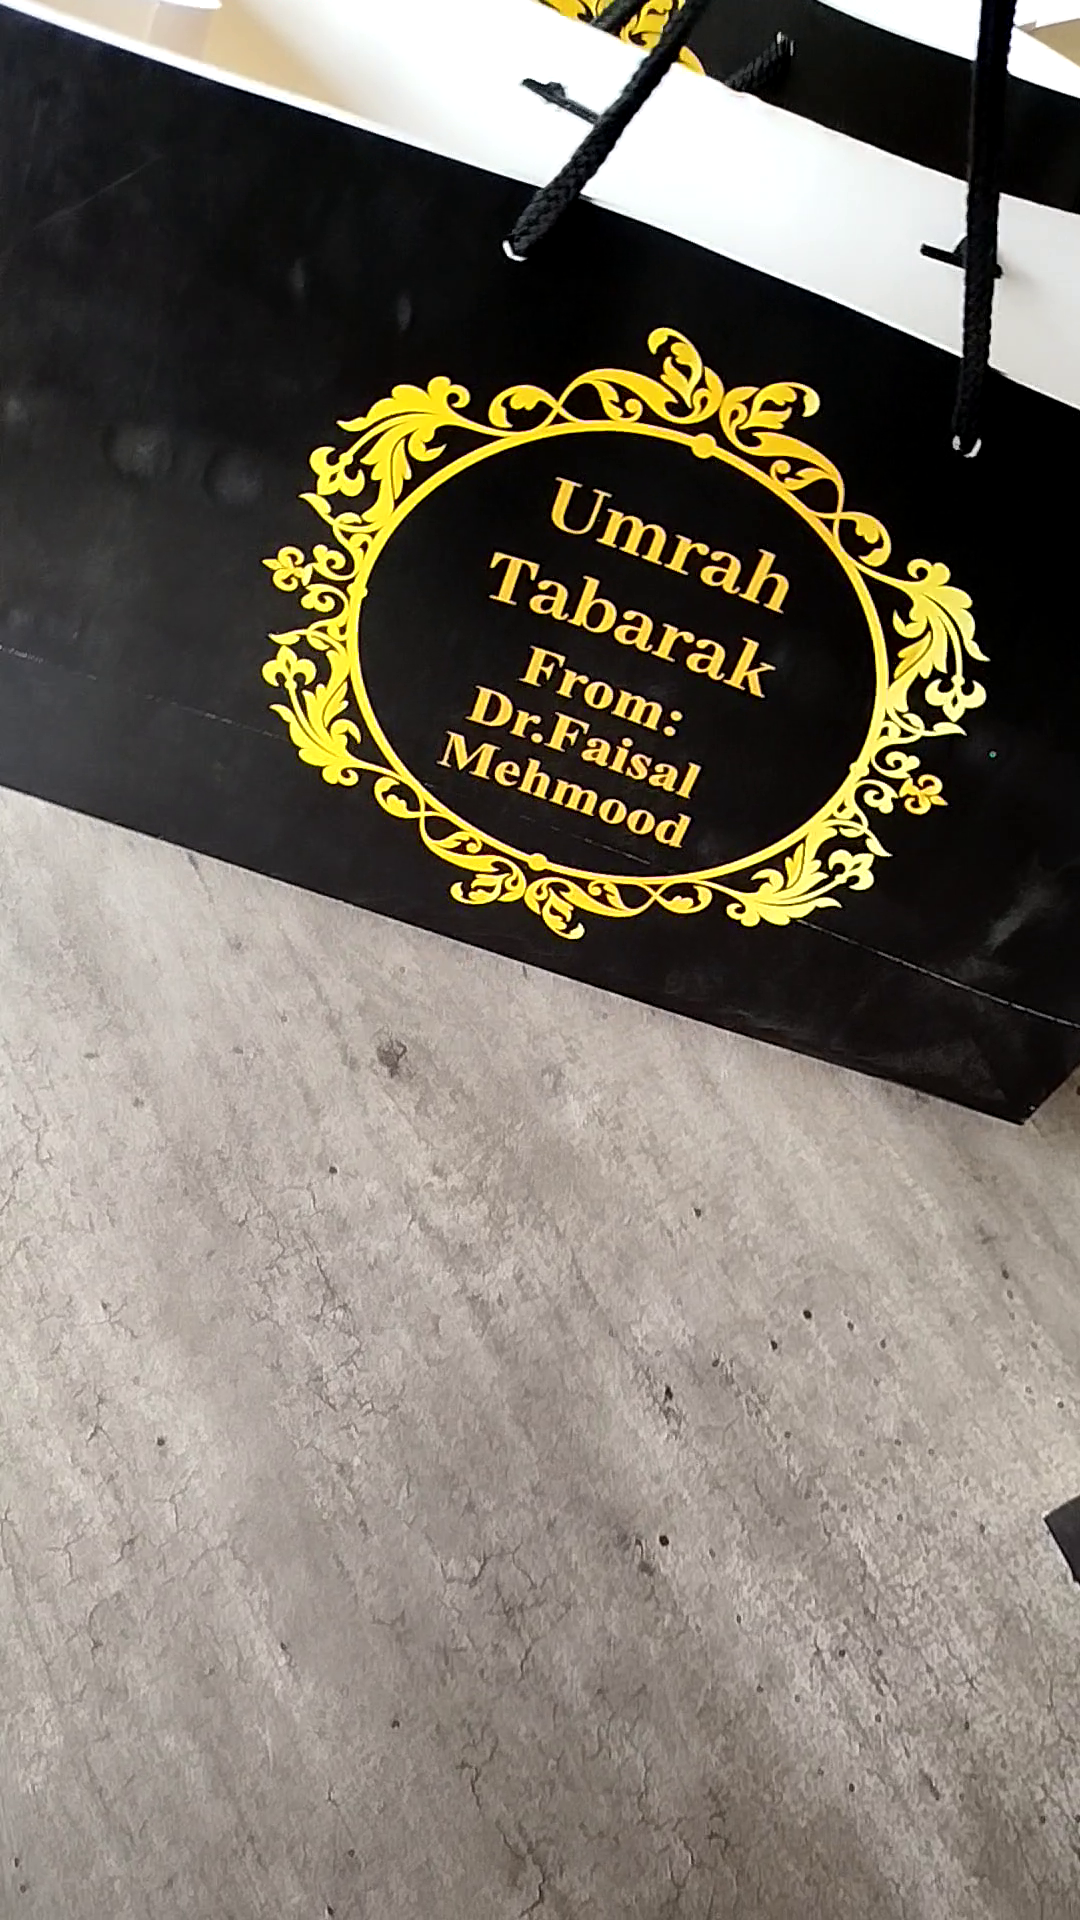 Umrah
Tabarak
From:
Dr.Faisal
Mehmood